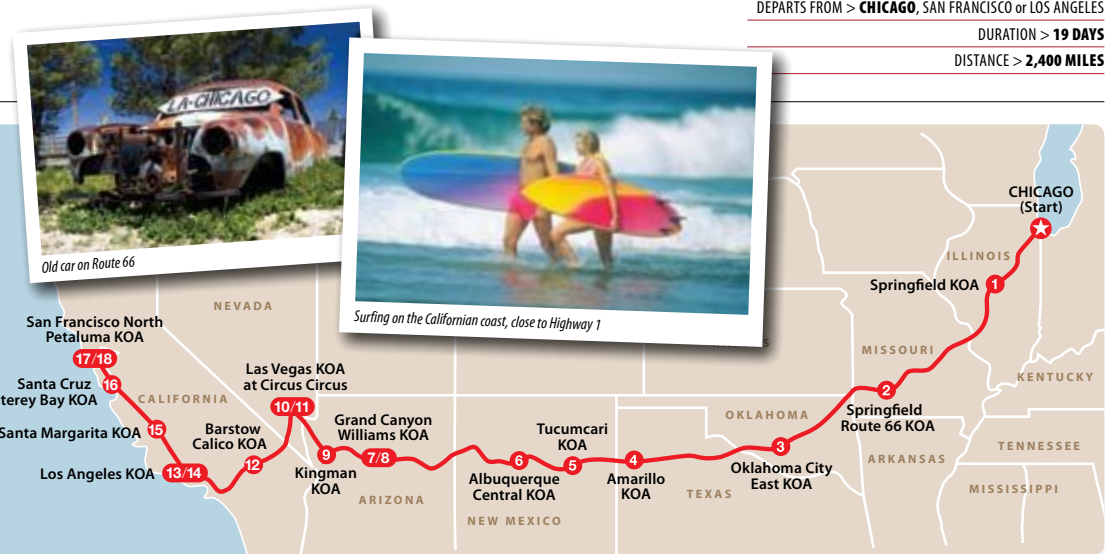 DEPARTS FROM > CHICAGO, SAN FRANCISCO or LOS ANGELES
DURATION > 19 DAYS
DISTANCE > 2,400 MILES
LA-CHICAGO
Old car on Route 66
Surfing on the Californian coast, close to Highway 1
CHICAGO
(Start)
ILLINOIS
Springfield KOA
1
NEVADA
San Francisco North
Petaluma KOA
17/18
Santa Cruz
terey Bay KOA
16
CALIFORNIA
Santa Margarita KOA
15
Los Angeles KOA
13/14
Barstow
Calico KOA
12
Las Vegas KOA
at Circus Circus
10/11
9
Kingman
KOA
Grand Canyon
Williams KOA
7/8
ARIZONA
6
Albuquerque
Central KOA
NEW MEXICO
Tucumcari
KOA
5
4
Amarillo
KOA
TEXAS
OKLAHOMA
3
Oklahoma City
East KOA
MISSOURI
2
Springfield
Route 66 KOA
ARKANSAS
KENTUCKY
TENNESSEE
MISSISSIPPI